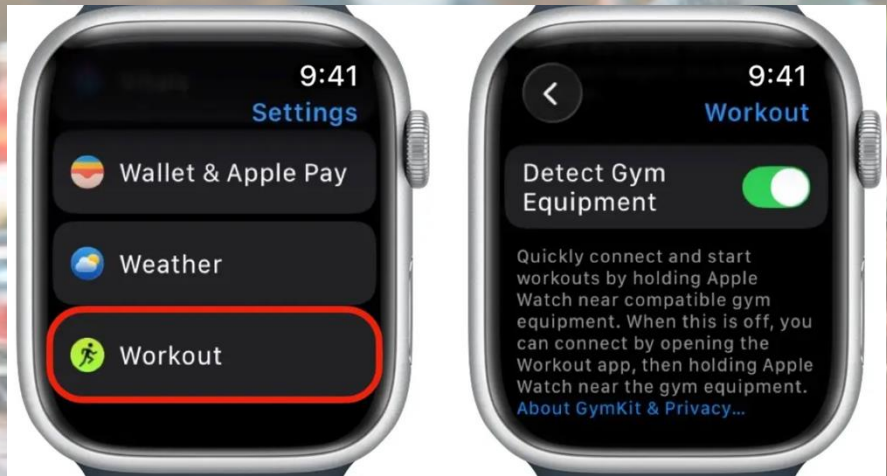 9:41
Settings
Wallet & Apple Pay
Weather
Workout
9:41
Workout
Detect Gym
Equipment
Quickly connect and start
workouts by holding Apple
Watch near compatible gym
equipment. When this is off, you
can connect by opening the
Workout app, then holding Apple
Watch near the gym equipment.
About GymKit & Privacy...